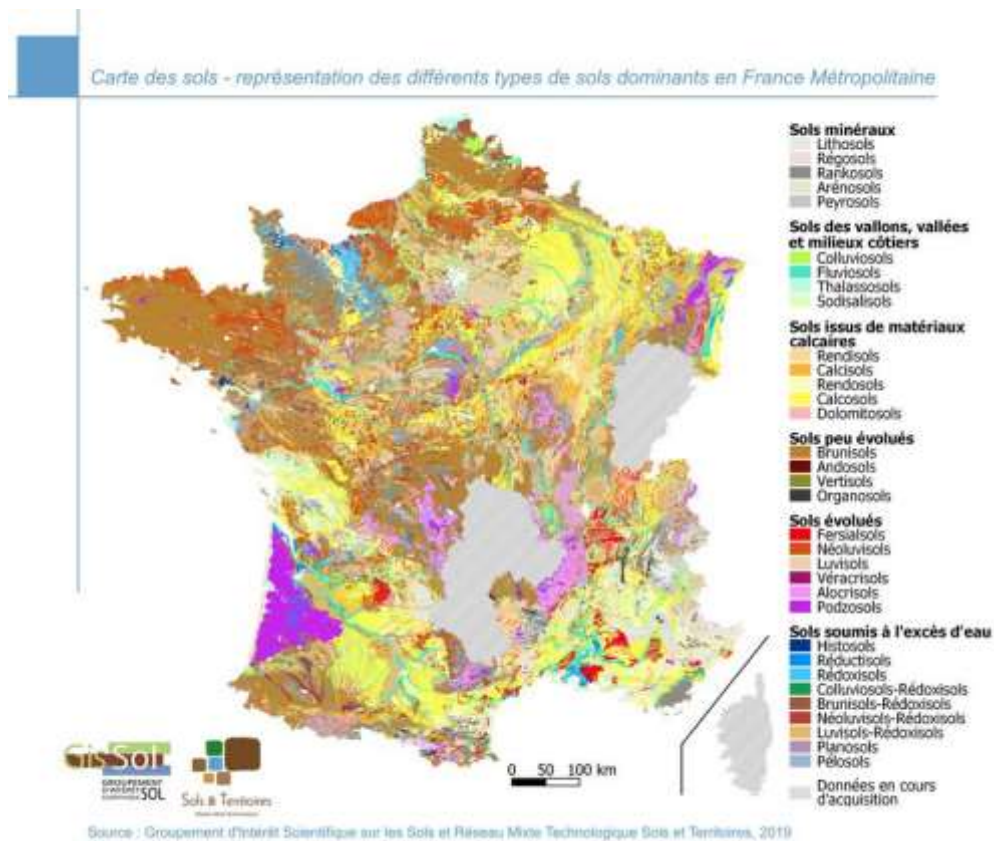 Carte des sols - représentation des différents types de sols dominants en France Métropolitaine
Sols minéraux
Lithosols
Régosols
Rankosols
Arénosols
Peyrosols
Sols des vallons, vallées
et milieux côtiers
Colluviosols
Fluviosols
Thalassosols
Sodisalisols
Sols issus de matériaux
calcaires
Rendisols
Calcisols
Rendosols
Calcosols
Dolomitosols
Sols peu évolués
Brunisols
Andosols
Vertisols
Organosols
Sols évolués
Fersialsols
Néoluvisols
Luvisols
Véracrisols
Alocrisols
Podzosols
Sols soumis à l'excès d'eau
Histosols
Réductisols
Rédoxisols
Colluviosols-Rédoxisols
Brunisols-Rédoxisols
Néoluvisols-Rédoxisols
Luvisols-Rédoxisols
Planosols
Pélosols
Données en cours
d'acquisition
0 50 100 km
Gis Sol
GROUPEMENT
D'INTÉRÊT
SCIENTIFIQUE SOL
Sols & Territoires
Source : Groupement d'Intérêt Scientifique sur les Sols et Réseau Mixte Technologique Sols et Territoires, 2019